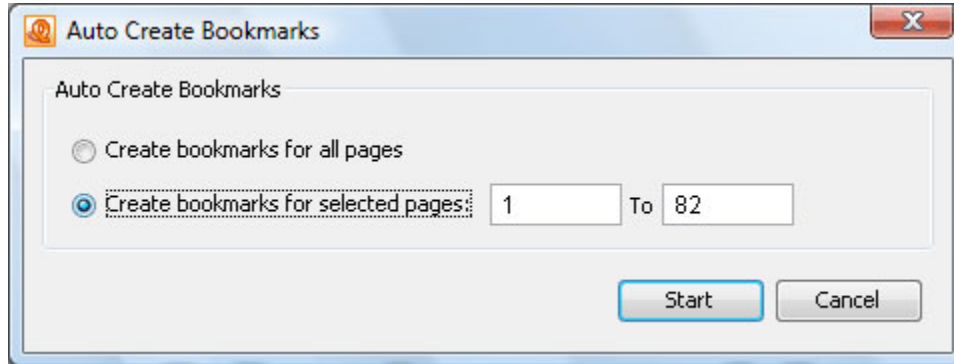 Auto Create Bookmarks
Auto Create Bookmarks
Create bookmarks for all pages
Create bookmarks for selected pages: 1 To 82
Start Cancel